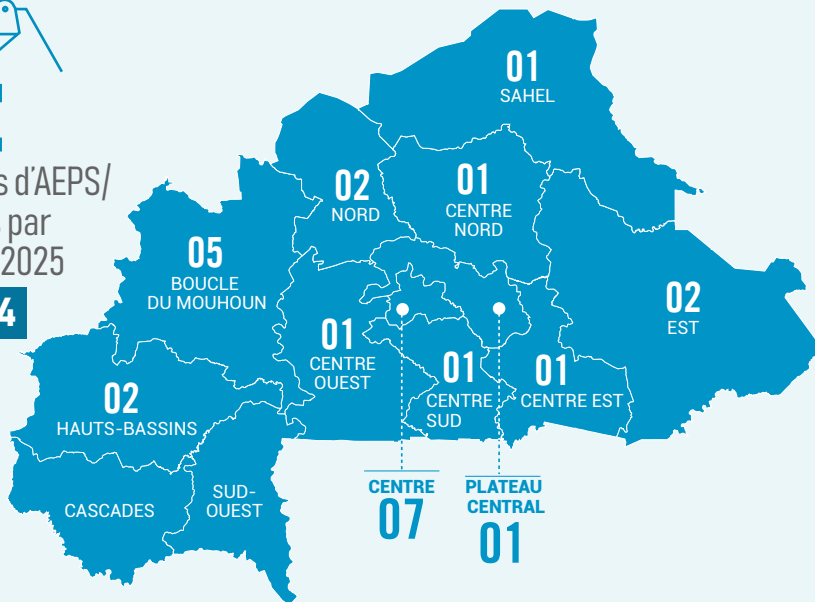 01
SAHEL
s d'AEPS/
par
2025
4
02
NORD
01
CENTRE
NORD
05
BOUCLE
DU MOUHOUN
02
EST
01
CENTRE
OUEST
01
CENTRE
SUD
01
CENTRE EST
02
HAUTS-BASSINS
CASCADES
SUD-
OUEST
CENTRE
07
PLATEAU
CENTRAL
01